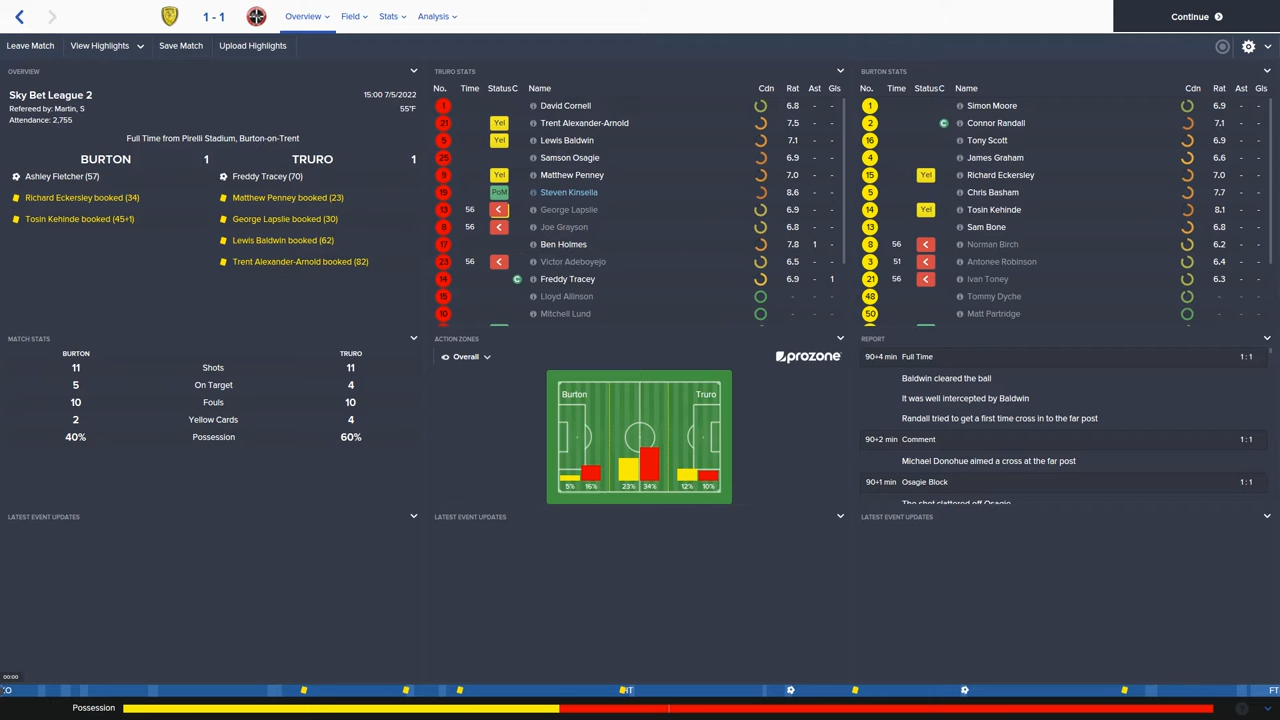 1 - 1
Overview
Field
Stats
Analysis
Continue
Leave Match
View Highlights
Save Match
Upload Highlights
OVERVIEW
Sky Bet League 2
15:00 7/5/2022
Refereed by: Martin, S
55°F
Attendance: 2,755
Full Time from Pirelli Stadium, Burton-on-Trent
BURTON 1 TRURO 1
Ashley Fletcher (57)
Freddy Tracey (70)
Richard Eckersley booked (34)
Matthew Penney booked (23)
Tosin Kehinde booked (45+1)
George Lapslie booked (30)
Lewis Baldwin booked (62)
Trent Alexander-Arnold booked (82)
TRURO STATS
No. Time Status C Name Cdn Rat Ast Gls
1 David Cornell 6.8 - -
21 Yel Trent Alexander-Arnold 7.5 - -
5 Yel Lewis Baldwin 7.1 - -
25 Samson Osagie 6.9 - -
9 Yel Matthew Penney 7.0 - -
19 PoM Steven Kinsella 8.6 - -
13 56 George Lapslie 6.9 - -
8 56 Joe Grayson 6.8 - -
17 Ben Holmes 7.8 1 -
23 56 Victor Adeboyejo 6.5 - -
14 C Freddy Tracey 6.9 - 1
15 Lloyd Allinson - - -
10 Mitchell Lund - - -
BURTON STATS
No. Time Status C Name Cdn Rat Ast Gls
1 Simon Moore 6.9 - -
2 C Connor Randall 7.1 - -
16 Tony Scott 6.9 - -
4 James Graham 6.6 - -
15 Yel Richard Eckersley 7.0 - -
5 Chris Basham 7.7 - -
14 Yel Tosin Kehinde 8.1 - -
13 Sam Bone 6.8 - -
8 56 Norman Birch 6.2 - -
3 51 Antonee Robinson 6.4 - -
21 56 Ivan Toney 6.3 - -
48 Tommy Dyche - - -
50 Matt Partridge - - -
MATCH STATS
BURTON TRURO
11 Shots 11
5 On Target 4
10 Fouls 10
2 Yellow Cards 4
40% Possession 60%
ACTION ZONES
Overall
prozone
Burton Truro
5% 16% 23% 34% 12% 10%
REPORT
90+4 min Full Time 1 : 1
Baldwin cleared the ball
It was well intercepted by Baldwin
Randall tried to get a first time cross in to the far post
90+2 min Comment 1 : 1
Michael Donohue aimed a cross at the far post
90+1 min Osagie Block 1 : 1
The shot clattered off Osagie
LATEST EVENT UPDATES
LATEST EVENT UPDATES
LATEST EVENT UPDATES
00:00
HT
FT
Possession